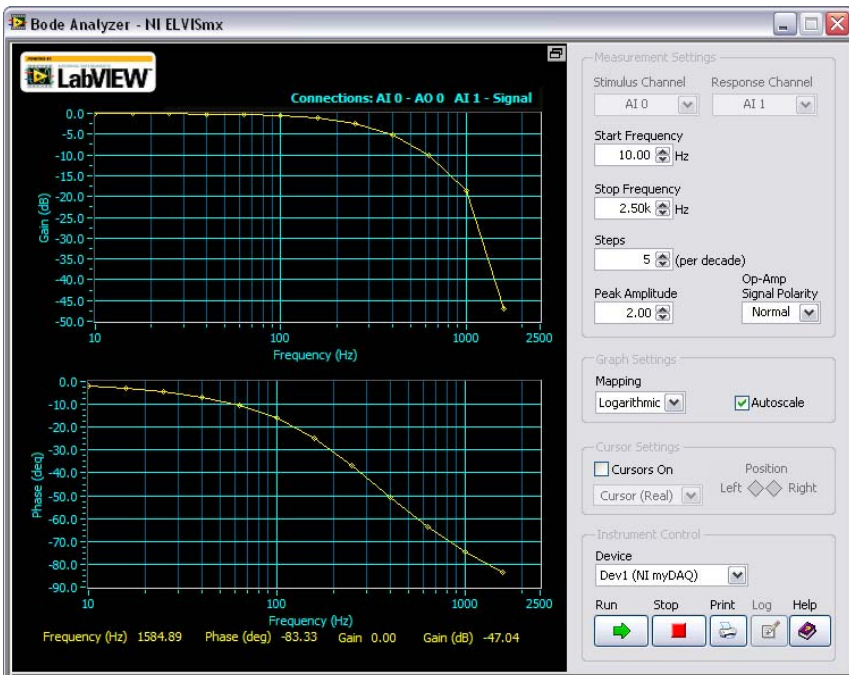 Bode Analyzer - NI ELVISmx
LabVIEW
Connections: AI 0 - AO 0 AI 1 - Signal
0.0
-5.0
-10.0
-15.0
-20.0
-25.0
-30.0
-35.0
-40.0
-45.0
-50.0
Gain (dB)
10 100 1000 2500
Frequency (Hz)
0.0
-10.0
-20.0
-30.0
-40.0
-50.0
-60.0
-70.0
-80.0
-90.0
Phase (deg)
10 100 1000 2500
Frequency (Hz)
Frequency (Hz) 1584.89 Phase (deg) -83.33 Gain 0.00 Gain (dB) -47.04
Measurement Settings
Stimulus Channel Response Channel
AI 0 AI 1
Start Frequency
10.00 Hz
Stop Frequency
2.50k Hz
Steps
5 (per decade)
Peak Amplitude
2.00
Op-Amp
Signal Polarity
Normal
Graph Settings
Mapping
Logarithmic Autoscale
Cursor Settings
Cursors On Position
Cursor (Real) Left Right
Instrument Control
Device
Dev1 (NI myDAQ)
Run Stop Print Log Help